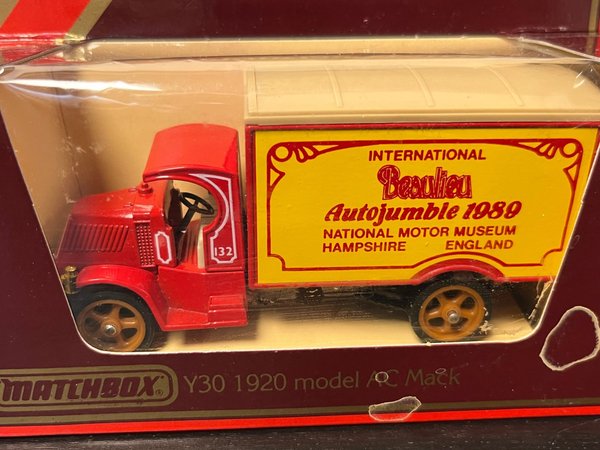 INTERNATIONAL
Beaulieu
Autojumble 1989
NATIONAL MOTOR MUSEUM
HAMPSHIRE ENGLAND
132
MATCHBOX
Y30 1920 model AC Mack